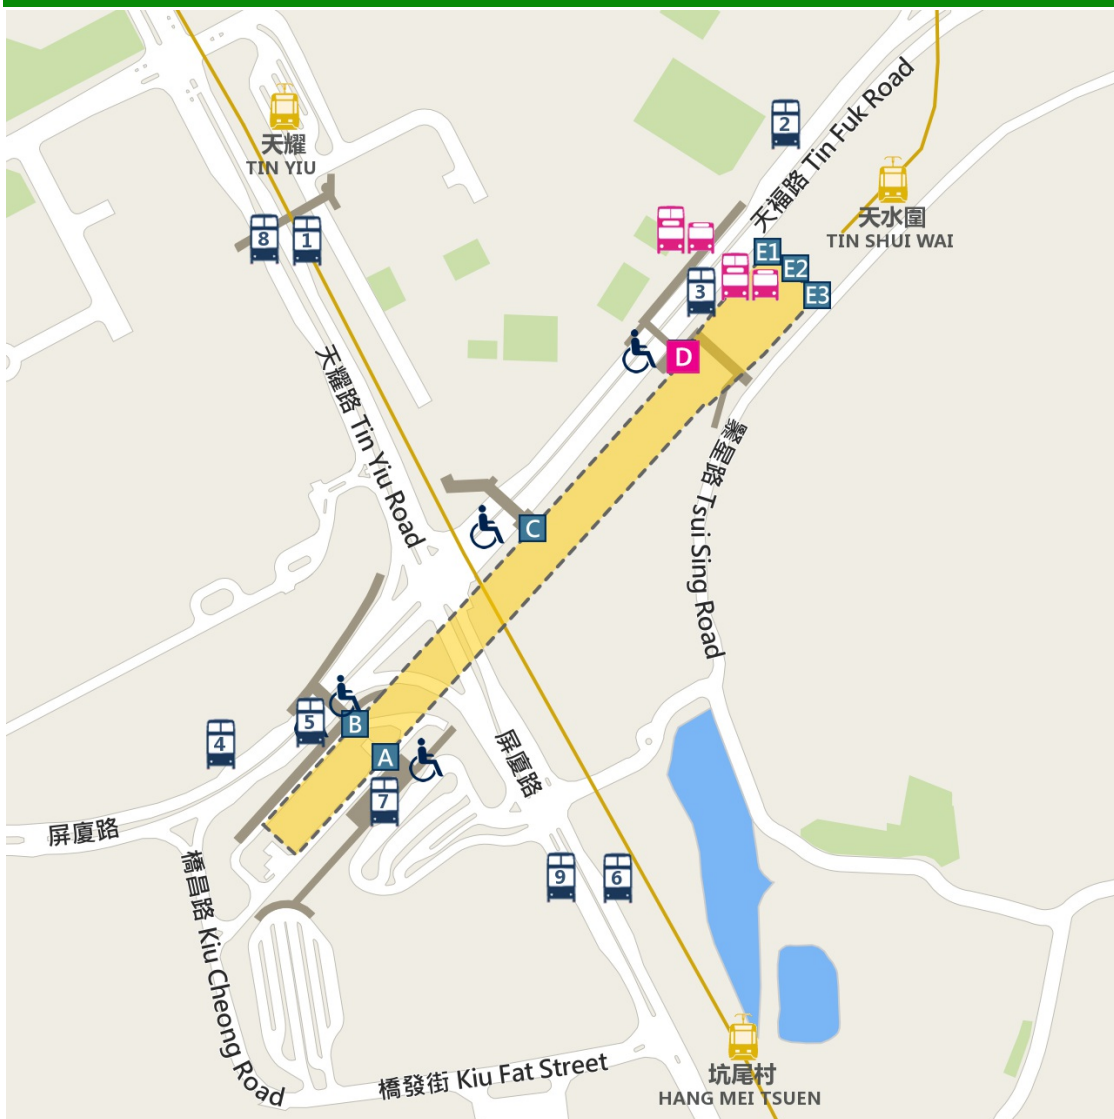 天耀
TIN YIU
2
天福路 Tin Fuk Road
天水圍
TIN SHUI WAI
8
1
E1
E2
E3
3
D
天耀路 Tin Yiu Road
C
繫星路 Tsui Sing Road
B
5
4
A
7
屏廈路
屏廈路
橋昌路 Kiu Cheong Road
9
6
橋發街 Kiu Fat Street
坑尾村
HANG MEI TSUEN